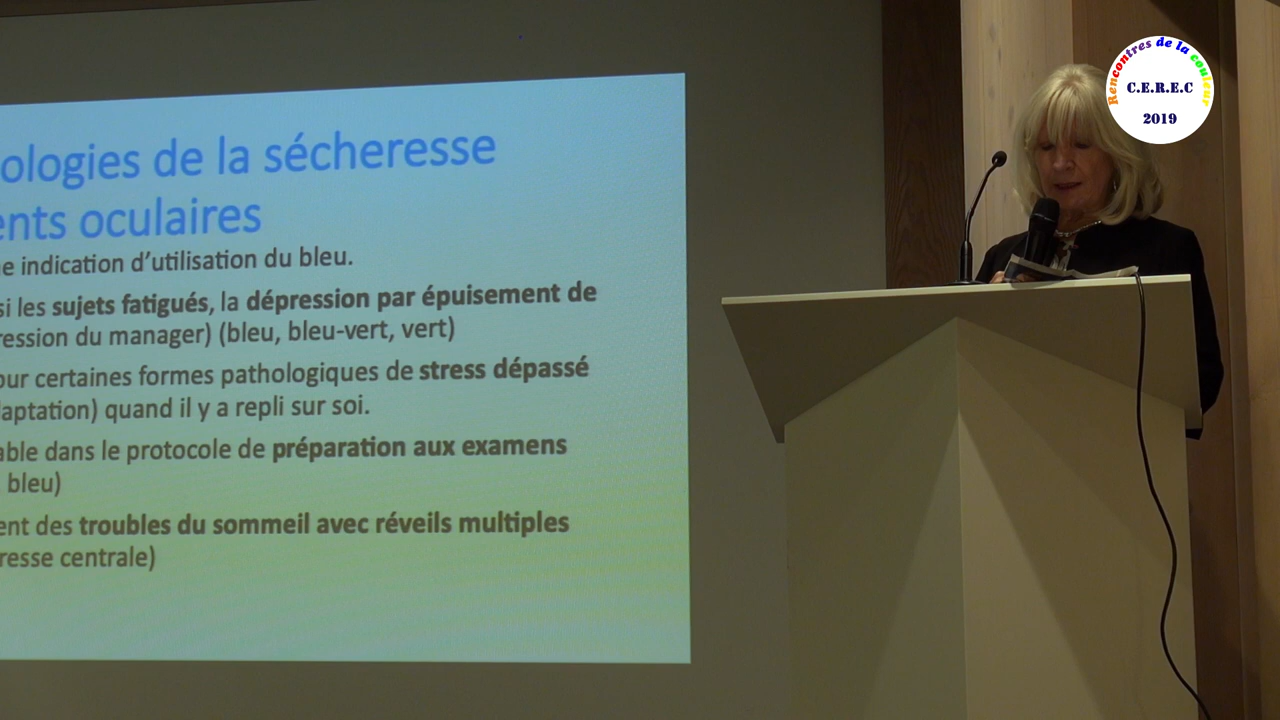 ologies de la sécheresse
ents oculaires
e indication d'utilisation du bleu.
si les sujets fatigués, la dépression par épuisement de
ression du manager) (bleu, bleu-vert, vert)
our certaines formes pathologiques de stress dépassé
aptation) quand il y a repli sur soi.
able dans le protocole de préparation aux examens
bleu)
ent des troubles du sommeil avec réveils multiples
resse centrale)
Rencontres de la couleur
C.E.R.E.C
2019